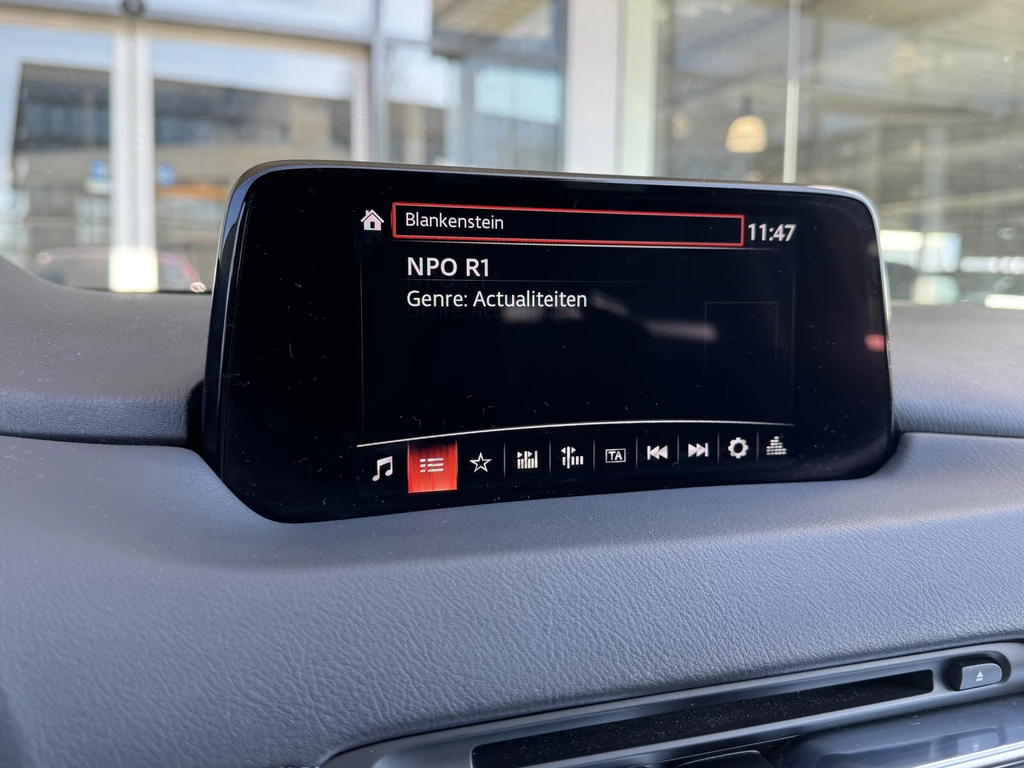 Blankenstein
11:47
NPO R1
Genre: Actualiteiten
TA